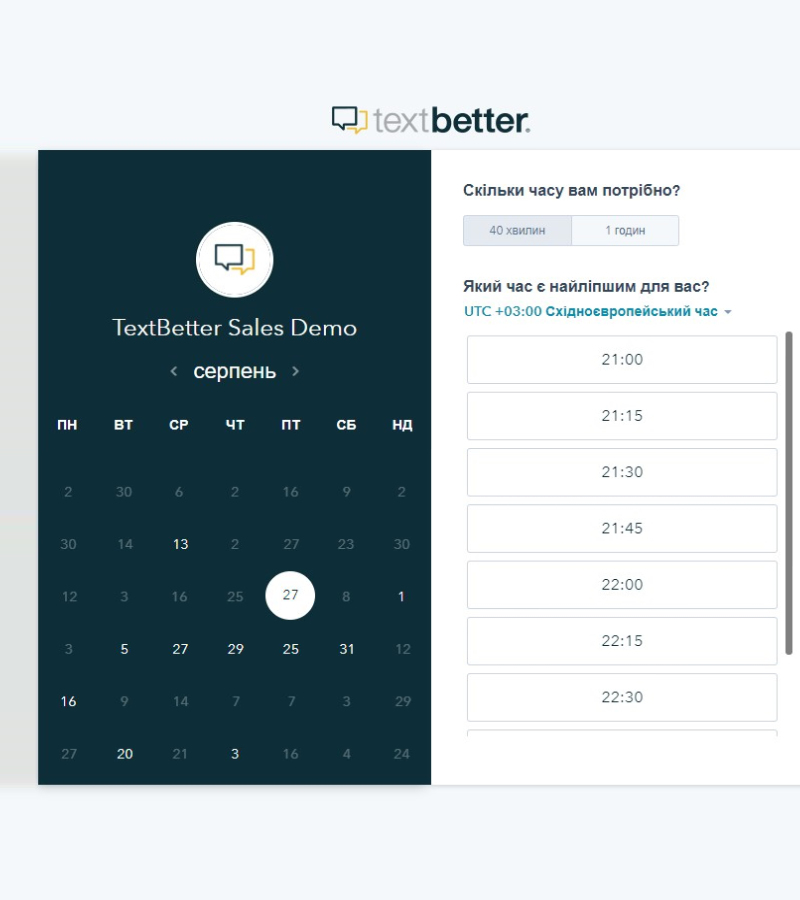 textbetter.
TextBetter Sales Demo
серпень
ПН ВТ СР ЧТ ПТ СБ НД
2 30 6 2 16 9 2
30 14 13 2 27 23 30
12 3 16 25 27 8 1
3 5 27 29 25 31 12
16 9 14 7 7 3 29
27 20 21 3 16 4 24
Скільки часу вам потрібно?
40 хвилин 1 годин
Який час є найліпшим для вас?
UTC +03:00 Східноєвропейський час
21:00
21:15
21:30
21:45
22:00
22:15
22:30